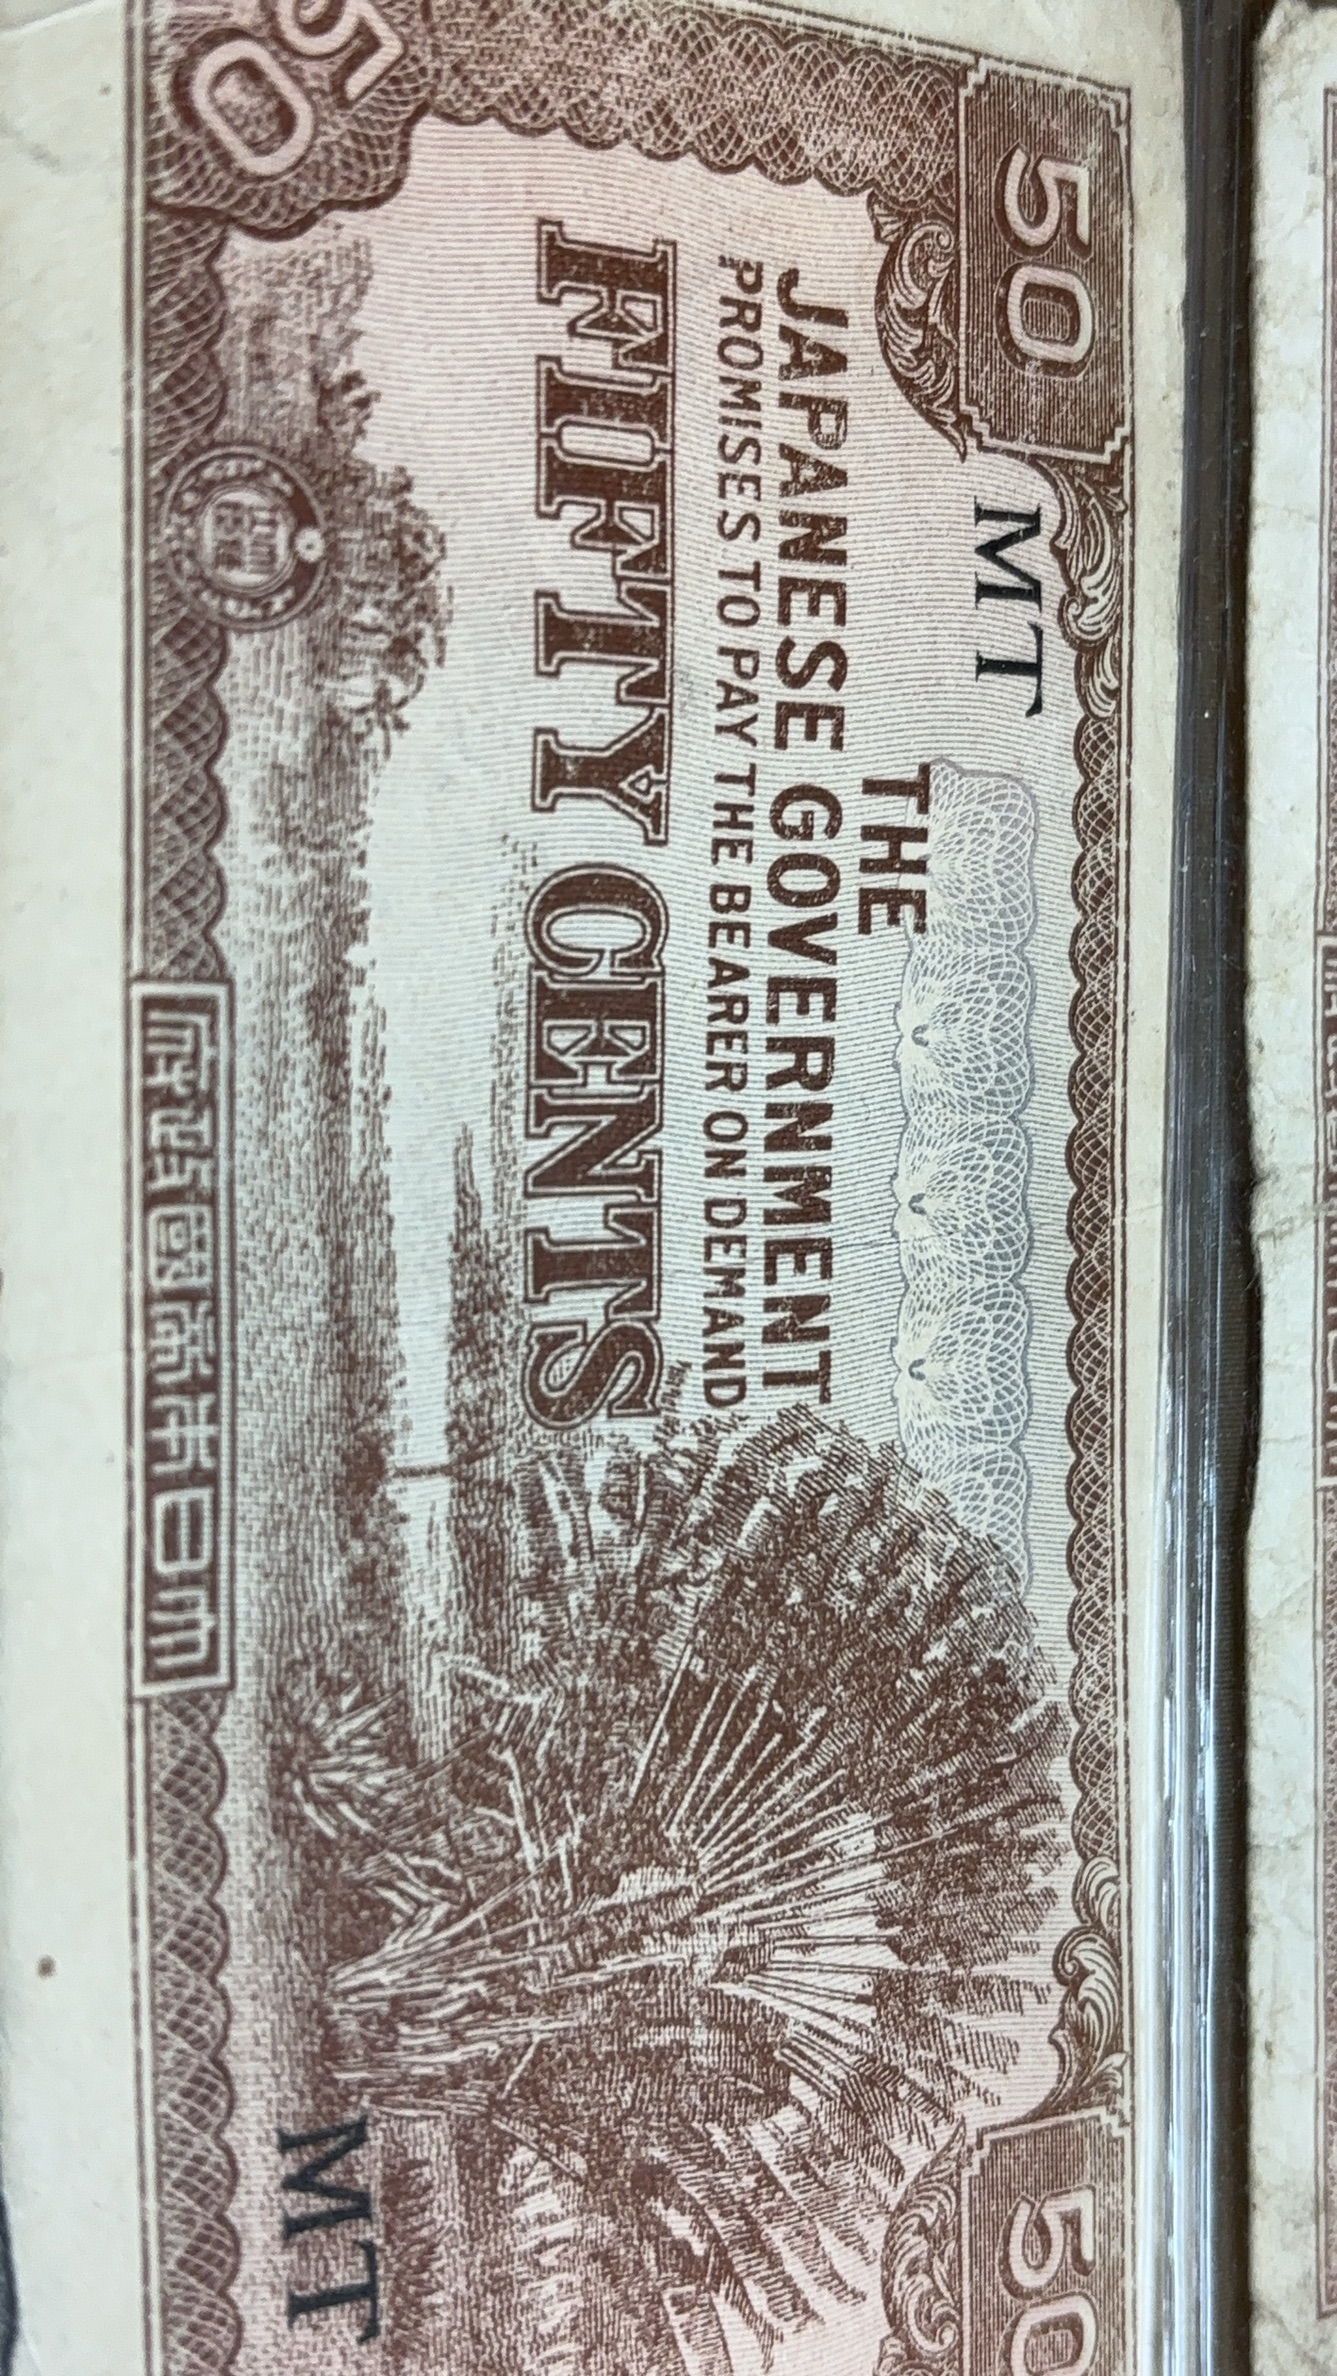 50
MT
50
THE
JAPANESE GOVERNMENT
PROMISES TO PAY THE BEARER ON DEMAND
FIFTY CENTS
50
MT
大日本帝國政府